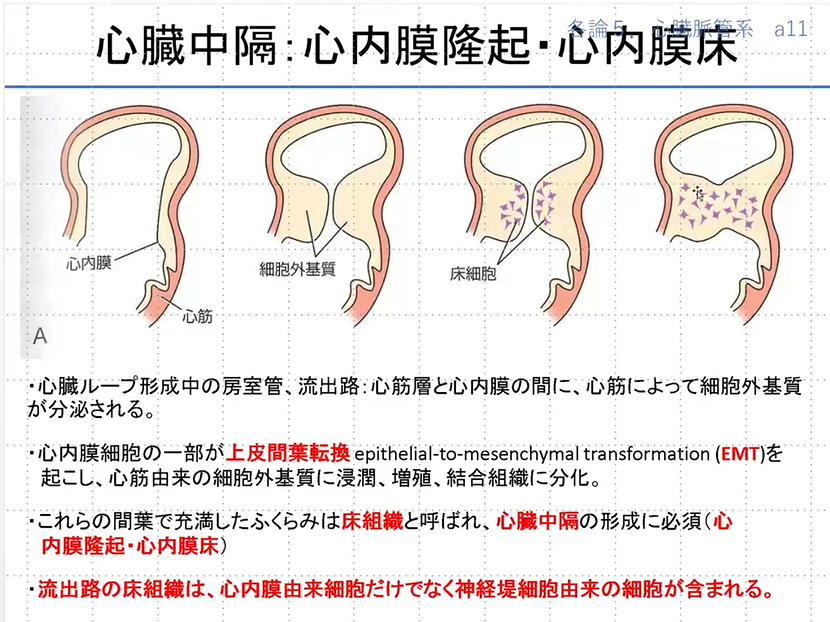 各論5 心臓脈管系 a11
心臓中隔：心内膜隆起・心内膜床
心内膜
細胞外基質
床細胞
心筋
A
・心臓ループ形成中の房室管、流出路：心筋層と心内膜の間に、心筋によって細胞外基質
が分泌される。
・心内膜細胞の一部が上皮間葉転換 epithelial-to-mesenchymal transformation (EMT)を
起こし、心筋由来の細胞外基質に浸潤、増殖、結合組織に分化。
・これらの間葉で充満したふくらみは床組織と呼ばれ、心臓中隔の形成に必須（心
内膜隆起・心内膜床）
・流出路の床組織は、心内膜由来細胞だけでなく神経堤細胞由来の細胞が含まれる。